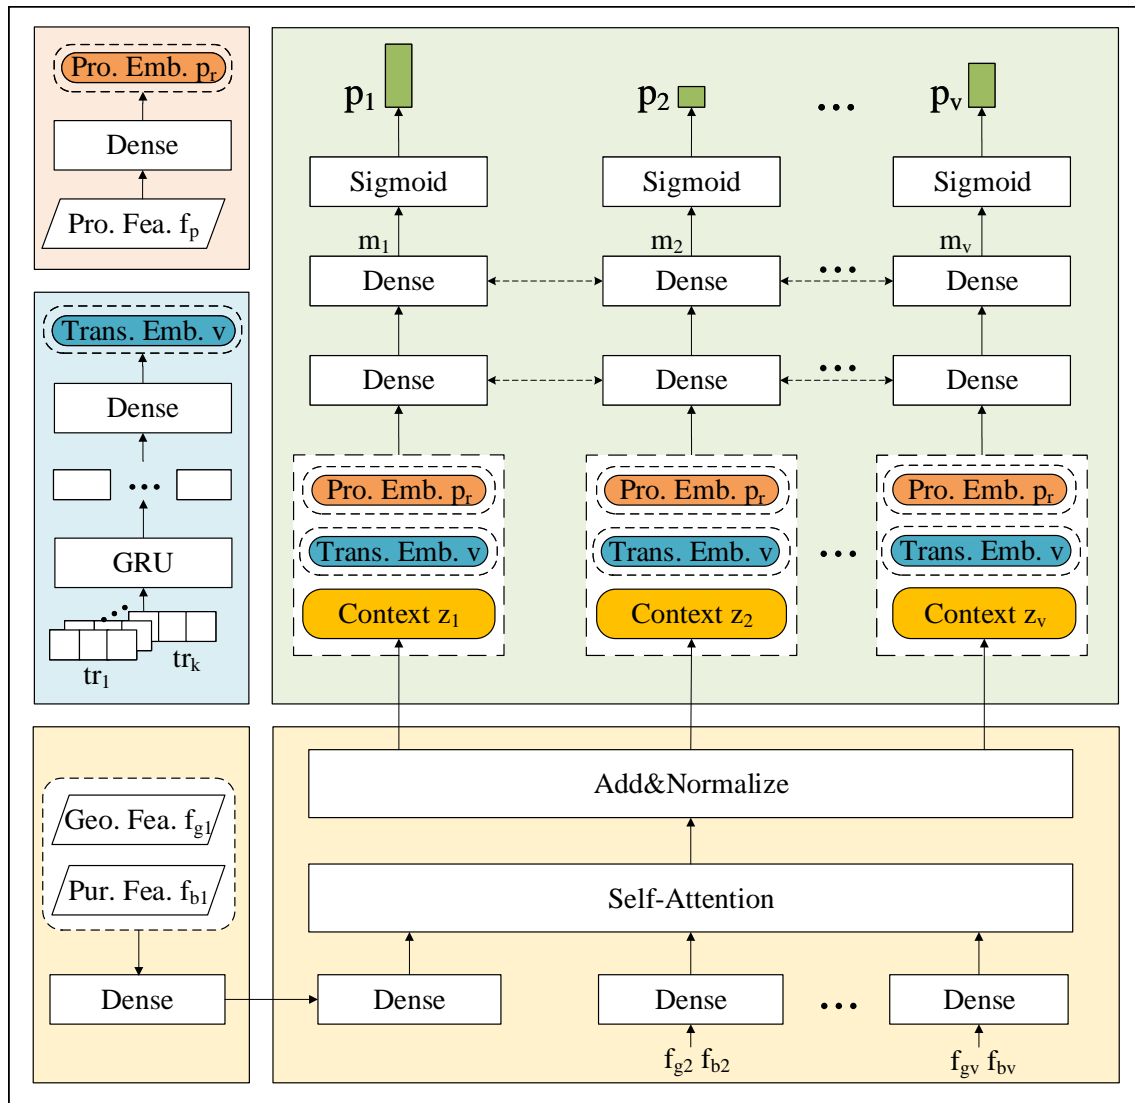 Pro. Emb. pr
Dense
Pro. Fea. fp
Trans. Emb. v
Dense
...
GRU
...
tr1 trk
Geo. Fea. fg1
Pur. Fea. fb1
Dense
p1 p2 ... pv
Sigmoid Sigmoid Sigmoid
m1 m2 mv
Dense Dense ... Dense
Dense Dense ... Dense
Pro. Emb. pr Pro. Emb. pr Pro. Emb. pr
Trans. Emb. v Trans. Emb. v ... Trans. Emb. v
Context z1 Context z2 Context zv
Add&Normalize
Self-Attention
Dense Dense ... Dense
fg2 fb2 fgv fbv